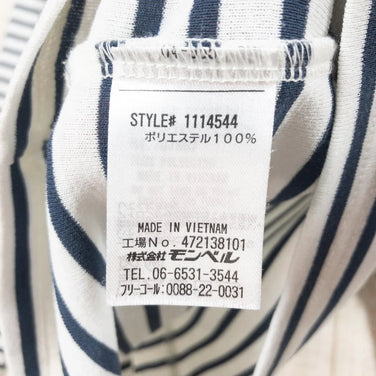 STYLE# 1114544
ポリエステル100%
MADE IN VIETNAM
工場No. 472138101
株式会社モンベル
TEL. 06-6531-3544
フリーコール:0088-22-0031